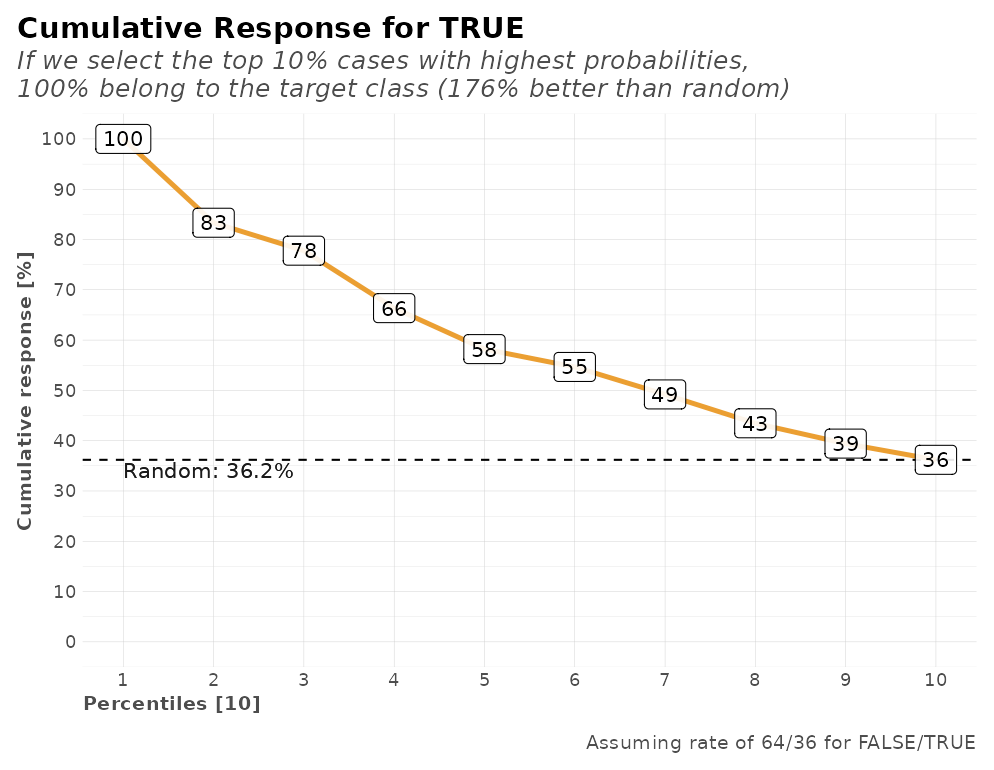 Cumulative Response for TRUE
If we select the top 10% cases with highest probabilities,
100% belong to the target class (176% better than random)
Cumulative response [%]
100
90
80
70
60
50
40
30
20
10
0
100
83
78
66
58
55
49
43
39
36
Random: 36.2%
1 2 3 4 5 6 7 8 9 10
Percentiles [10]
Assuming rate of 64/36 for FALSE/TRUE